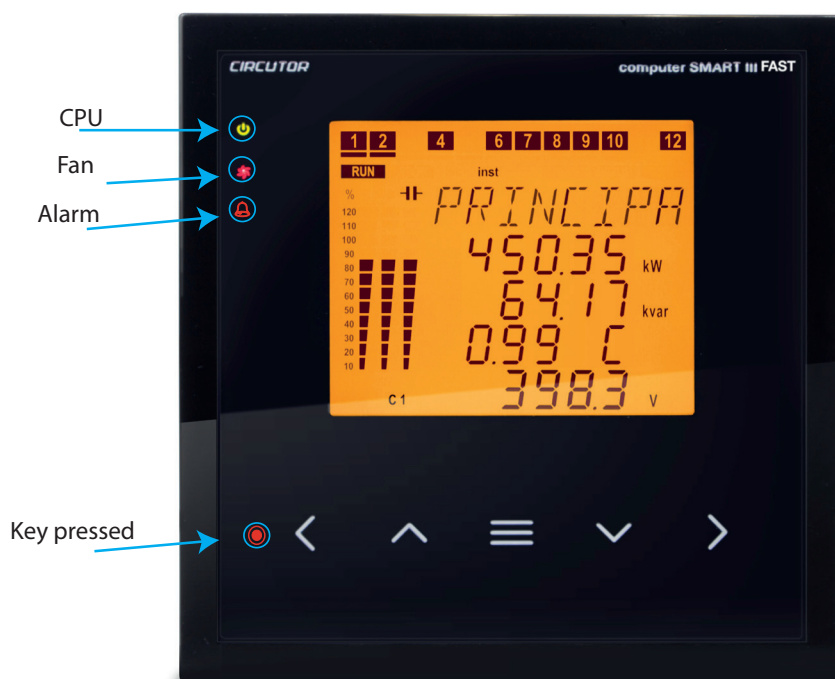 CIRCUTOR computer SMART III FAST
CPU
Fan
Alarm
1 2 4 6 7 8 9 10 12
RUN inst
%
PRINCIPA
120
110
100
90
80
70
60
50
40
30
20
10
450.35 kW
64.17 kvar
0.99 C
398.3 V
C 1
Key pressed